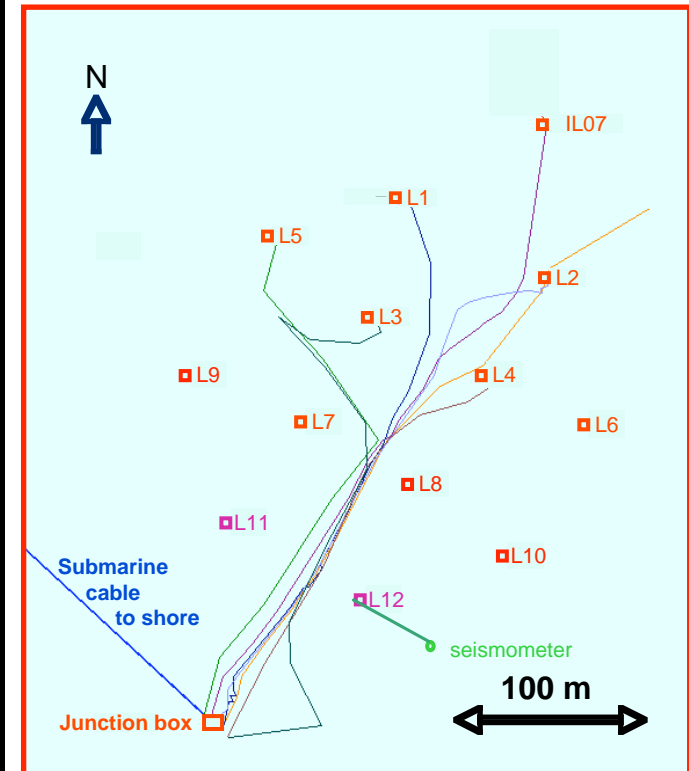 N
IL07
L1
L5
L2
L3
L9
L4
L7
L6
L8
L11
L10
Submarine
cable
to shore
L12
seismometer
100 m
Junction box